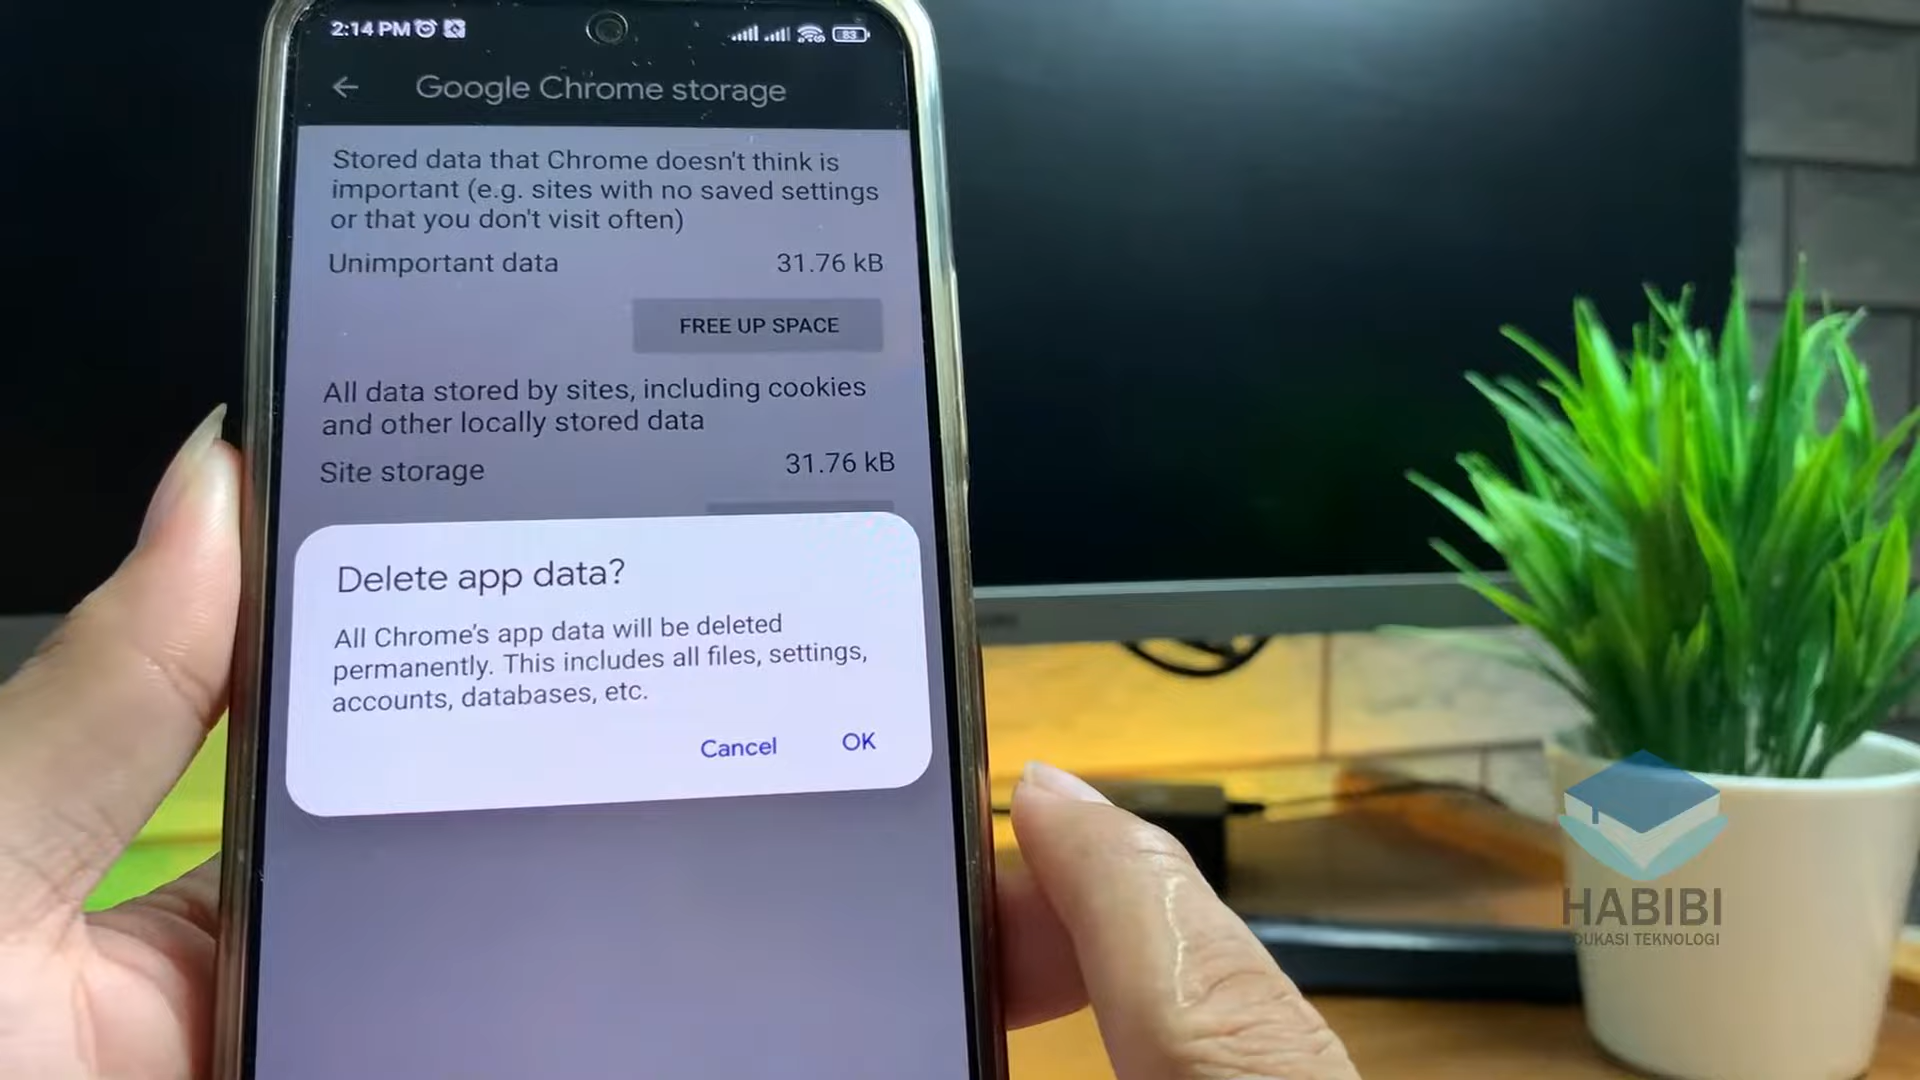 2:14 PM
83
Google Chrome storage
Stored data that Chrome doesn't think is
important (e.g. sites with no saved settings
or that you don't visit often)
Unimportant data 31.76 kB
FREE UP SPACE
All data stored by sites, including cookies
and other locally stored data
Site storage 31.76 kB
Delete app data?
All Chrome's app data will be deleted
permanently. This includes all files, settings,
accounts, databases, etc.
Cancel OK
HABIBI
EDUKASI TEKNOLOGI